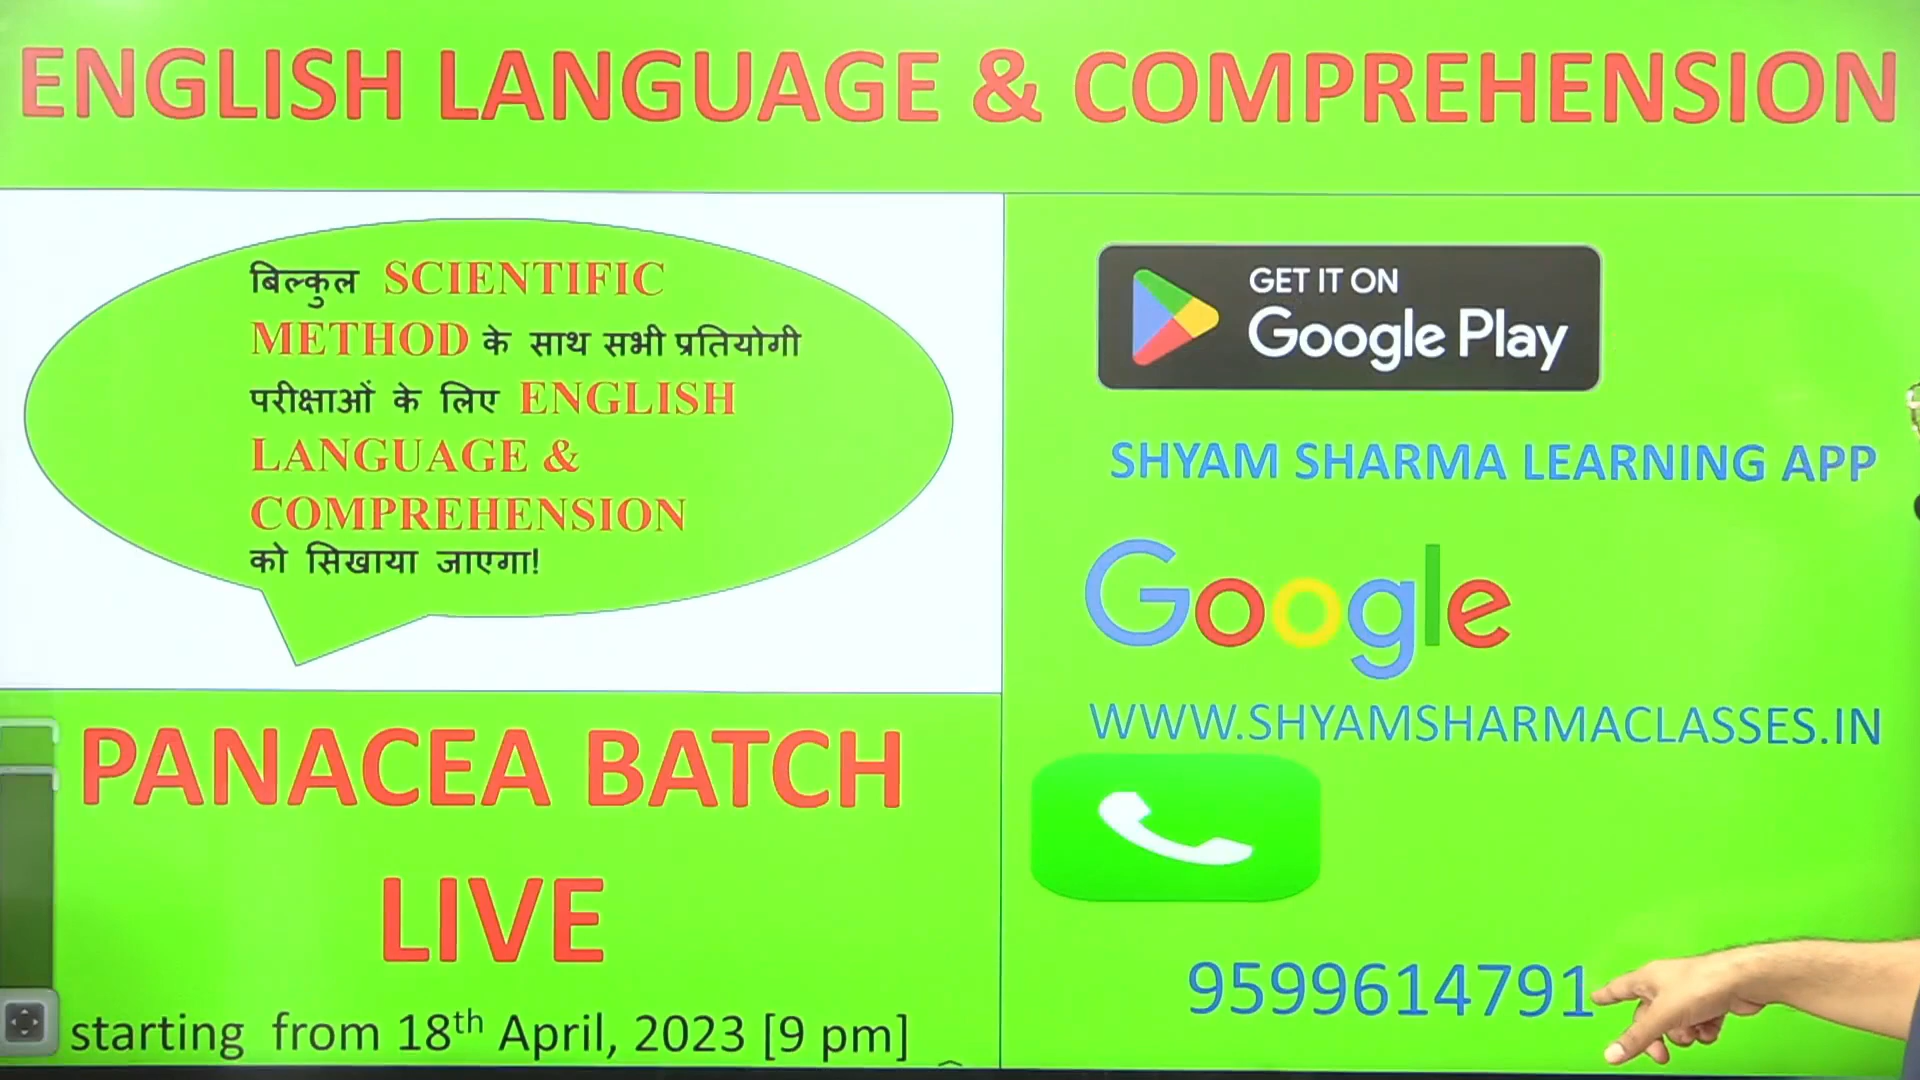 ENGLISH LANGUAGE & COMPREHENSION
बिल्कुल SCIENTIFIC
METHOD के साथ सभी प्रतियोगी
परीक्षाओं के लिए ENGLISH
LANGUAGE &
COMPREHENSION
को सिखाया जाएगा!
PANACEA BATCH
LIVE
starting from 18th April, 2023 [9 pm]
GET IT ON
Google Play
SHYAM SHARMA LEARNING APP
Google
WWW.SHYAMSHARMACLASSES.IN
9599614791